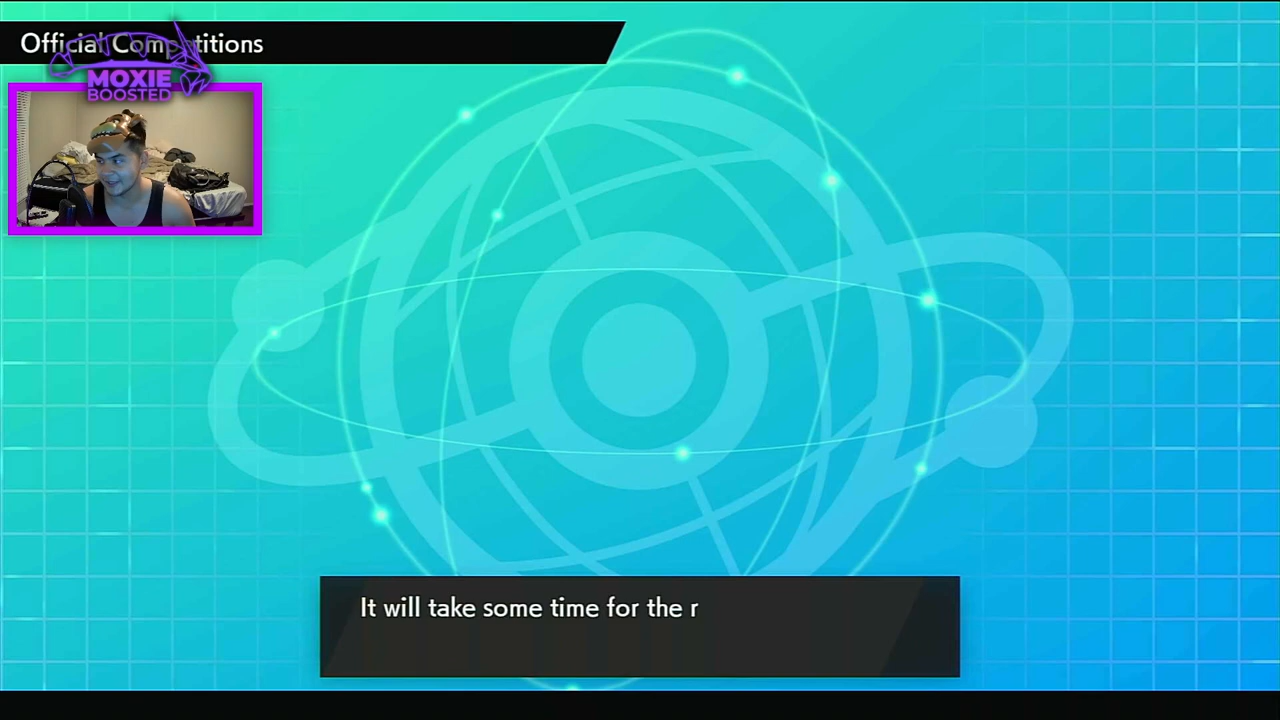 Official Competitions
MOXIE
BOOSTED
It will take some time for the r